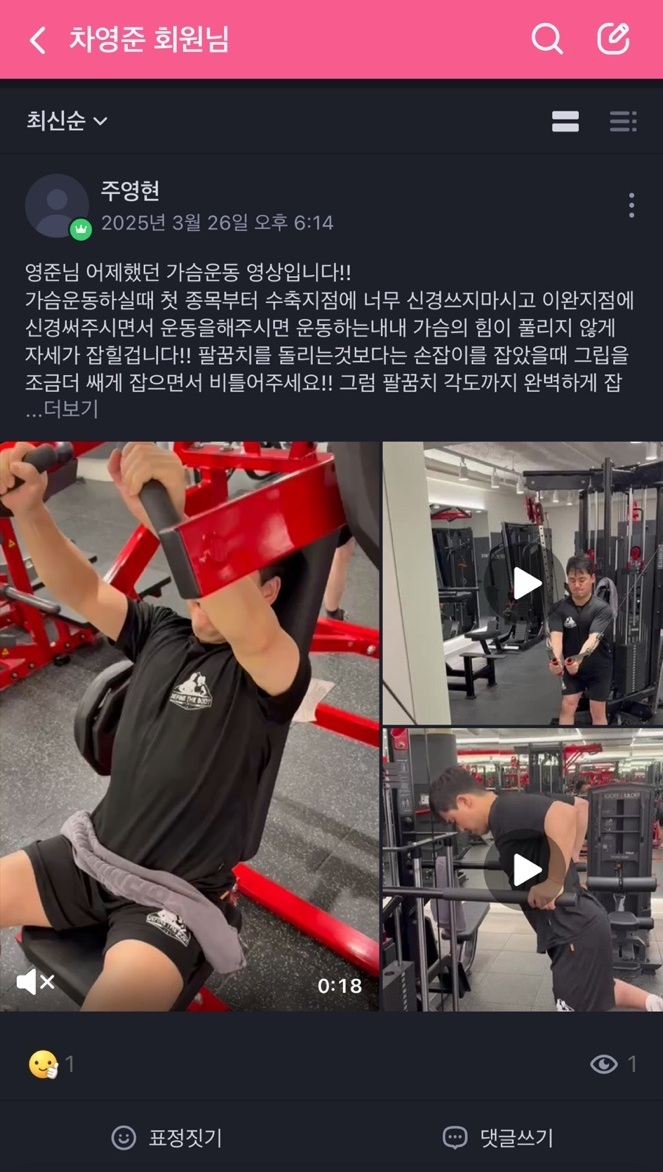 차영준 회원님
최신순
주영현
2025년 3월 26일 오후 6:14
영준님 어제했던 가슴운동 영상입니다!!
가슴운동하실때 첫 종목부터 수축지점에 너무 신경쓰지마시고 이완지점에
신경써주시면서 운동을해주시면 운동하는내내 가슴의 힘이 풀리지 않게
자세가 잡힐겁니다!! 팔꿈치를 돌리는것보다는 손잡이를 잡았을때 그립을
조금더 쌔게 잡으면서 비틀어주세요!! 그럼 팔꿈치 각도까지 완벽하게 잡
...더보기
DEFINE THE BODY
0:18
1
1
표정짓기
댓글쓰기